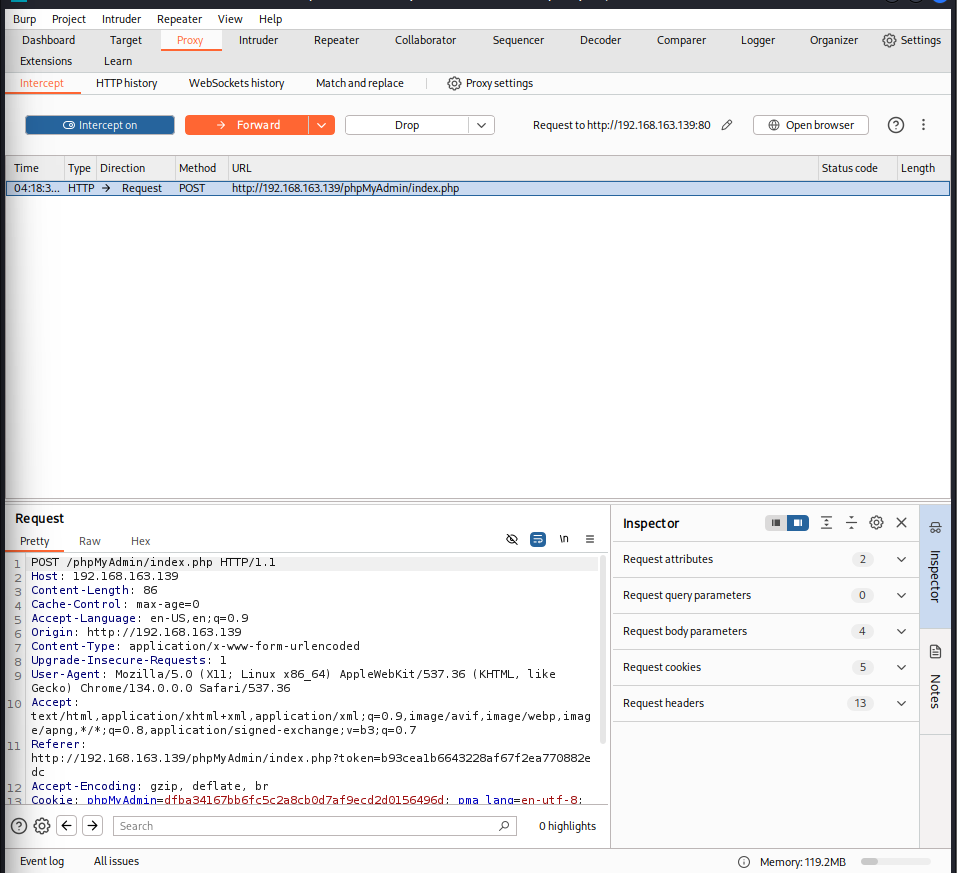 Burp Project Intruder Repeater View Help
Dashboard Target Proxy Intruder Repeater Collaborator Sequencer Decoder Comparer Logger Organizer Settings
Extensions Learn
Intercept HTTP history WebSockets history Match and replace Proxy settings
Intercept on Forward Drop Request to http://192.168.163.139:80 Open browser
Time Type Direction Method URL Status code Length
04:18:3... HTTP → Request POST http://192.168.163.139/phpMyAdmin/index.php
Request
Pretty Raw Hex \n
1 POST /phpMyAdmin/index.php HTTP/1.1
2 Host: 192.168.163.139
3 Content-Length: 86
4 Cache-Control: max-age=0
5 Accept-Language: en-US,en;q=0.9
6 Origin: http://192.168.163.139
7 Content-Type: application/x-www-form-urlencoded
8 Upgrade-Insecure-Requests: 1
9 User-Agent: Mozilla/5.0 (X11; Linux x86_64) AppleWebKit/537.36 (KHTML, like
Gecko) Chrome/134.0.0.0 Safari/537.36
10 Accept:
text/html,application/xhtml+xml,application/xml;q=0.9,image/avif,image/webp,imag
e/apng,*/*;q=0.8,application/signed-exchange;v=b3;q=0.7
11 Referer:
http://192.168.163.139/phpMyAdmin/index.php?token=b93cea1b6643228af67f2ea770882e
dc
12 Accept-Encoding: gzip, deflate, br
13 Cookie: phpMyAdmin=dfba34167bb6fc5c2a8cb0d7af9ecd2d0156496d; pma_lang=en-utf-8;
Search 0 highlights
Inspector
Request attributes 2
Request query parameters 0
Request body parameters 4
Request cookies 5
Request headers 13
Inspector
Notes
Event log All issues Memory: 119.2MB